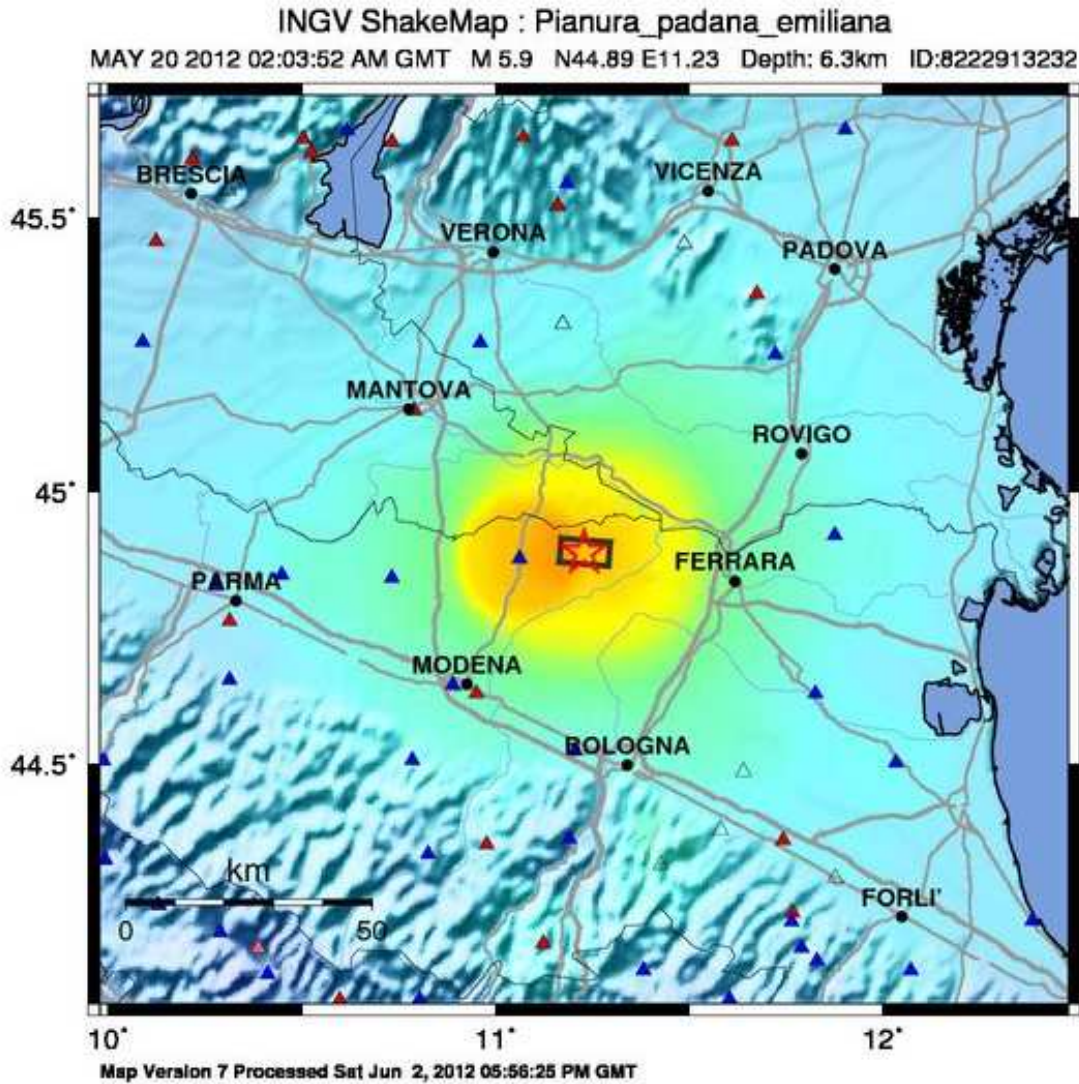 INGV ShakeMap : Pianura_padana_emiliana
MAY 20 2012 02:03:52 AM GMT M 5.9 N44.89 E11.23 Depth: 6.3km ID:8222913232
BRESCIA
VICENZA
45.5°
VERONA
PADOVA
MANTOVA
ROVIGO
45°
FERRARA
PARMA
MODENA
BOLOGNA
44.5°
km
FORLI'
0 50
10° 11° 12°
Map Version 7 Processed Sat Jun 2, 2012 05:56:25 PM GMT